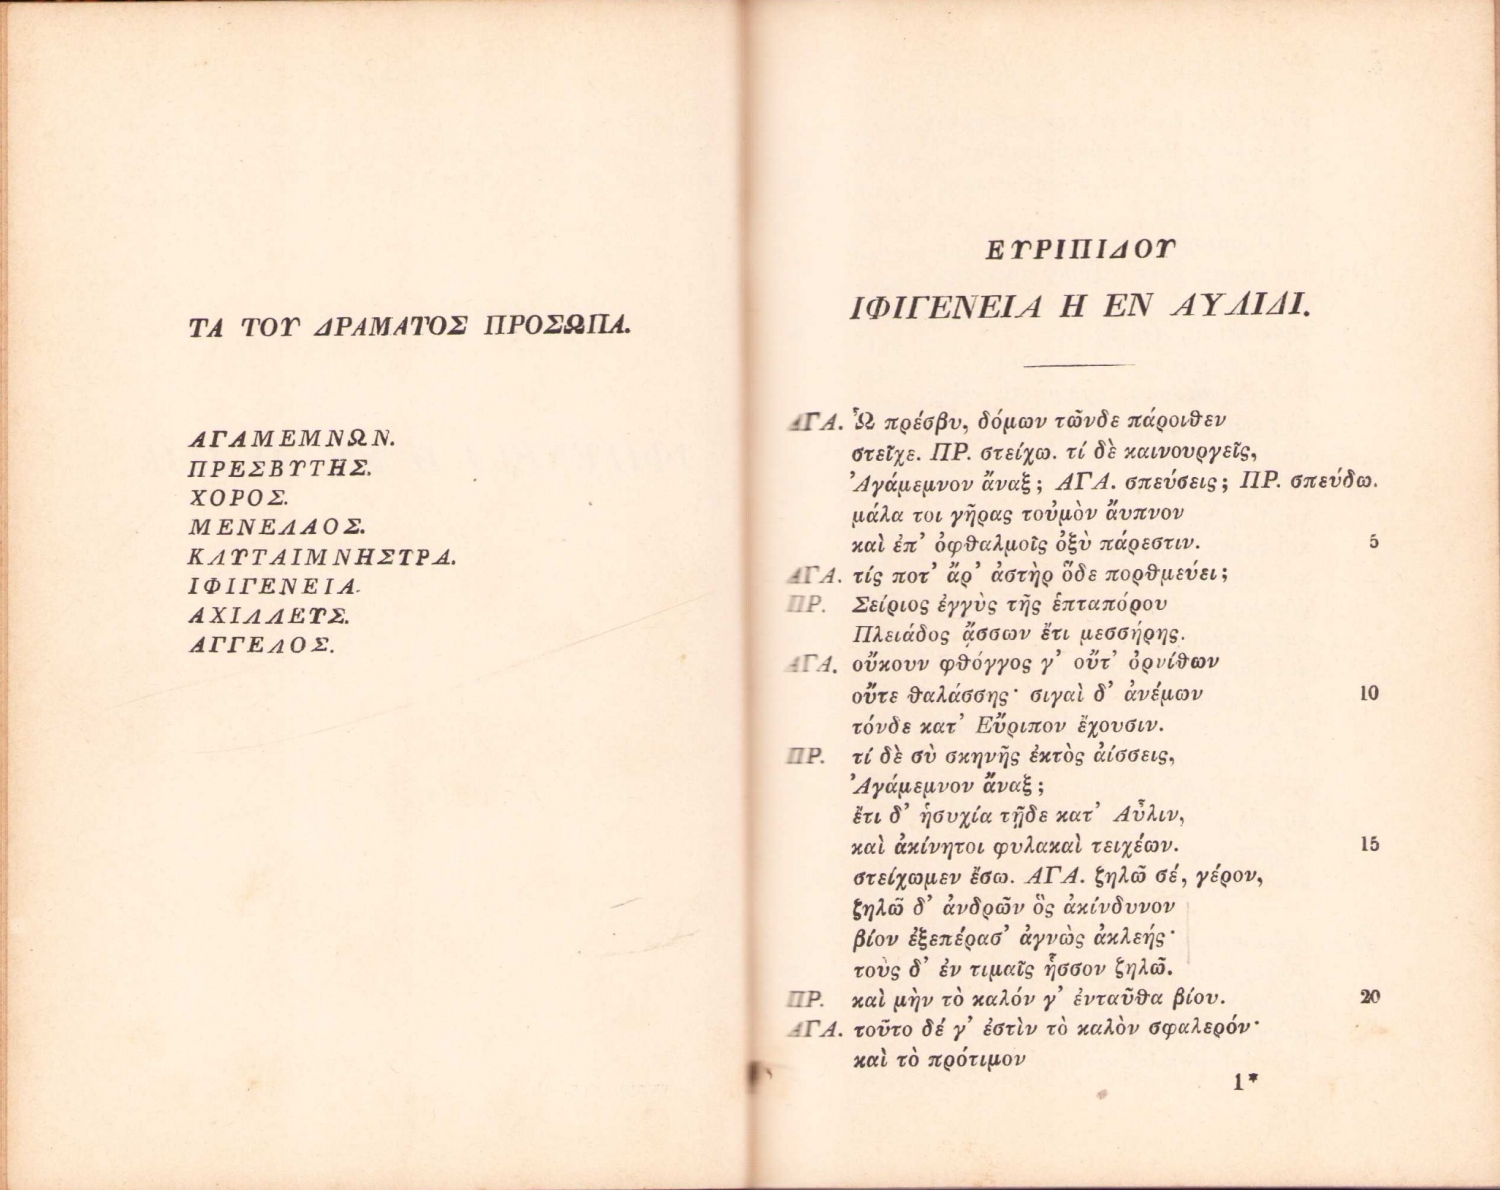 ΤΑ ΤΟΥ ΔΡΑΜΑΤΟΣ ΠΡΟΣΩΠΑ.
ΑΓΑΜΕΜΝΩΝ.
ΠΡΕΣΒΥΤΗΣ.
ΧΟΡΟΣ.
ΜΕΝΕΛΑΟΣ.
ΚΛΥΤΑΙΜΝΗΣΤΡΑ.
ΙΦΙΓΕΝΕΙΑ.
ΑΧΙΛΛΕΥΣ.
ΑΓΓΕΛΟΣ.
ΕΥΡΙΠΙΔΟΥ
ΙΦΙΓΕΝΕΙΑ Η ΕΝ ΑΥΛΙΔΙ.
ΑΓΑ. Ὦ πρέσβυ, δόμων τῶνδε πάροιθεν
στεῖχε. ΠΡ. στείχω. τί δὲ καινουργεῖς,
Ἀγάμεμνον ἄναξ; ΑΓΑ. σπεύσεις; ΠΡ. σπεύδω.
μάλα τοι γῆρας τοὐμὸν ἄυπνον
καὶ ἐπ’ ὀφθαλμοῖς ὀξὺ πάρεστιν. 5
ΑΓΑ. τίς ποτ’ ἄρ’ ἀστὴρ ὅδε πορθμεύει;
ΠΡ. Σείριος ἐγγὺς τῆς ἑπταπόρου
Πλειάδος ᾄσσων ἔτι μεσσήρης.
ΑΓΑ. οὔκουν φθόγγος γ’ οὔτ’ ὀρνίθων
οὔτε θαλάσσης· σιγαὶ δ’ ἀνέμων 10
τόνδε κατ’ Εὔριπον ἔχουσιν.
ΠΡ. τί δὲ σὺ σκηνῆς ἐκτὸς ἀίσσεις,
Ἀγάμεμνον ἄναξ;
ἔτι δ’ ἡσυχία τῇδε κατ’ Αὖλιν,
καὶ ἀκίνητοι φυλακαὶ τειχέων. 15
στείχωμεν ἔσω. ΑΓΑ. ζηλῶ σέ, γέρον,
ζηλῶ δ’ ἀνδρῶν ὃς ἀκίνδυνον
βίον ἐξεπέρασ’ ἀγνὼς ἀκλεής·
τοὺς δ’ ἐν τιμαῖς ἧσσον ζηλῶ.
ΠΡ. καὶ μὴν τὸ καλόν γ’ ἐνταῦθα βίου. 20
ΑΓΑ. τοῦτο δέ γ’ ἐστὶν τὸ καλὸν σφαλερόν·
καὶ τὸ πρότιμον
1*